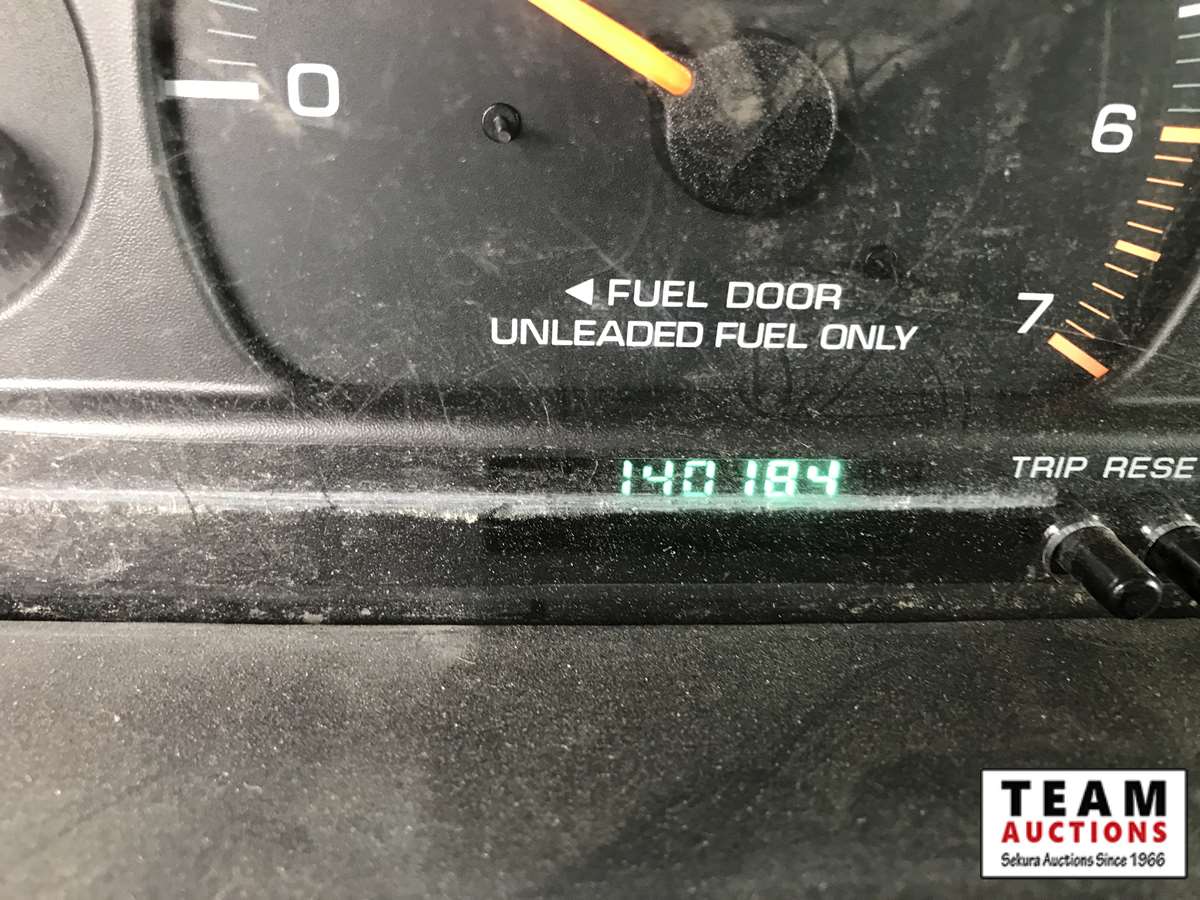 0
6
7
◀ FUEL DOOR
UNLEADED FUEL ONLY
140184
TRIP RESE
TEAM
AUCTIONS
Sekura Auctions Since 1966